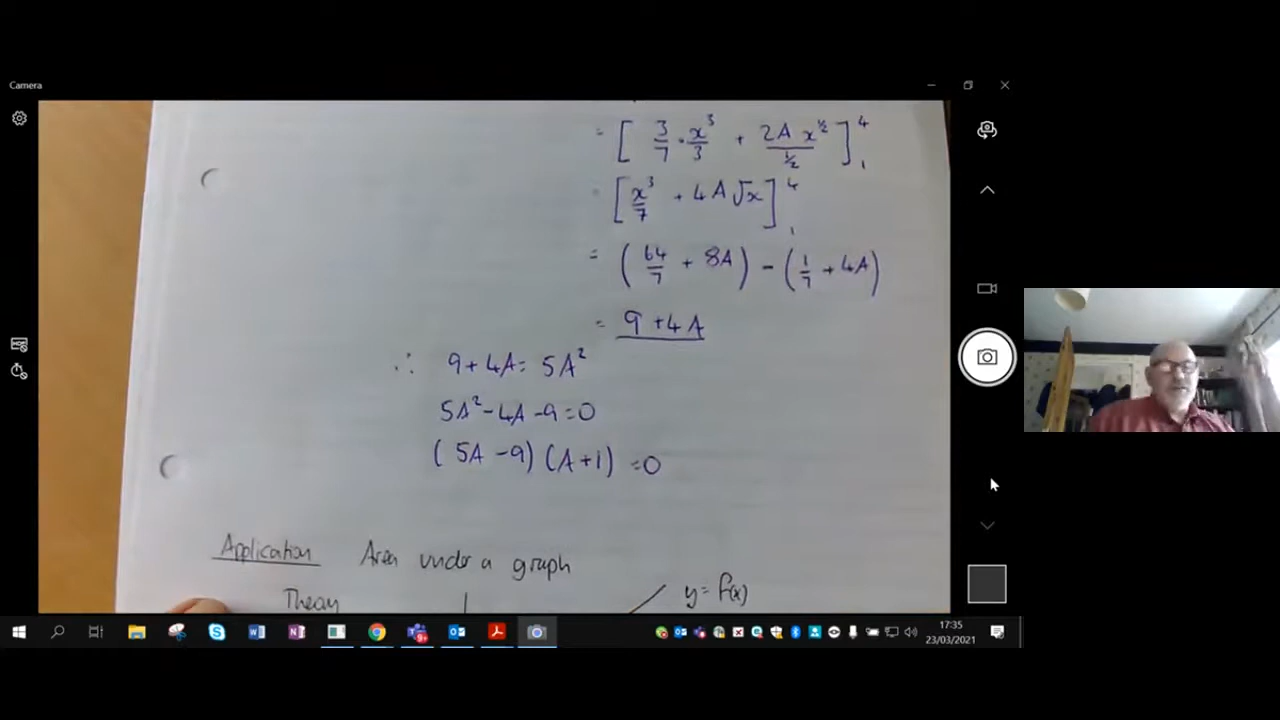 Camera
= [ 3/7 · x³/3 + 2A x^½ / ½ ]₁⁴
= [ x³/7 + 4A√x ]₁⁴
= ( 64/7 + 8A ) - ( 1/7 + 4A )
= 9 + 4A
∴ 9 + 4A = 5A²
5A² - 4A - 9 = 0
( 5A - 9 ) ( A + 1 ) = 0
Application Area under a graph
Theory y = f(x)
17:35
23/03/2021